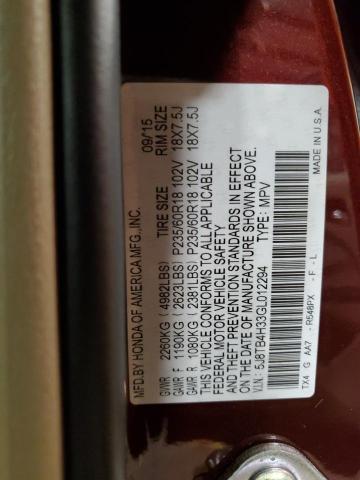 MFD.BY HONDA OF AMERICA MFG.,INC. 09/15
TIRE SIZE RIM SIZE
GVWR 2260KG (4982LBS)
GAWR F 1190KG (2623LBS) P235/60R18 102V 18X7.5J
GAWR R 1080KG (2381LBS) P235/60R18 102V 18X7.5J
THIS VEHICLE CONFORMS TO ALL APPLICABLE
FEDERAL MOTOR VEHICLE SAFETY
AND THEFT PREVENTION STANDARDS IN EFFECT
ON THE DATE OF MANUFACTURE SHOWN ABOVE.
V.I.N: 5J8TB4H33GL012294 TYPE: MPV
TX4 G AA7 - R548PX - F - L
MADE IN U.S.A.